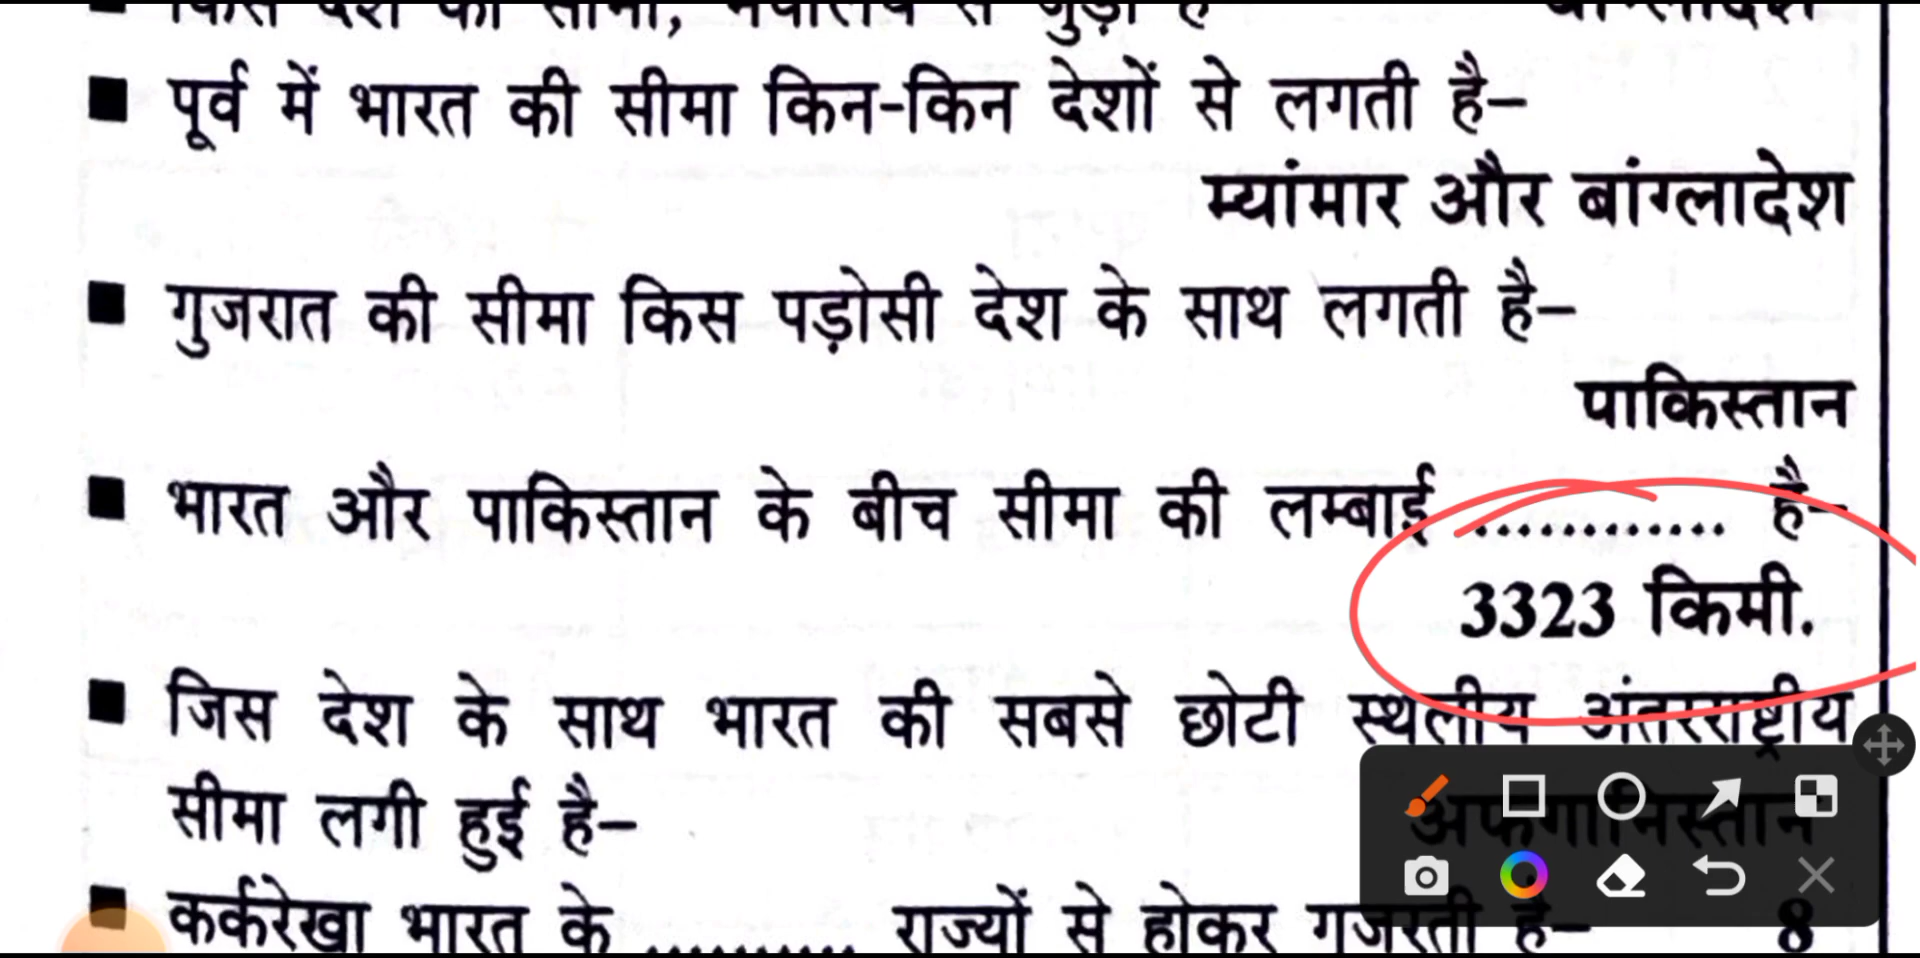 ■ पूर्व में भारत की सीमा किन-किन देशों से लगती है–
म्यांमार और बांग्लादेश
■ गुजरात की सीमा किस पड़ोसी देश के साथ लगती है–
पाकिस्तान
■ भारत और पाकिस्तान के बीच सीमा की लम्बाई ............ है–
3323 किमी.
■ जिस देश के साथ भारत की सबसे छोटी स्थलीय अंतरराष्ट्रीय
सीमा लगी हुई है–
अफगानिस्तान
■ कर्करेखा भारत के .......... राज्यों से होकर गुजरती है– 8